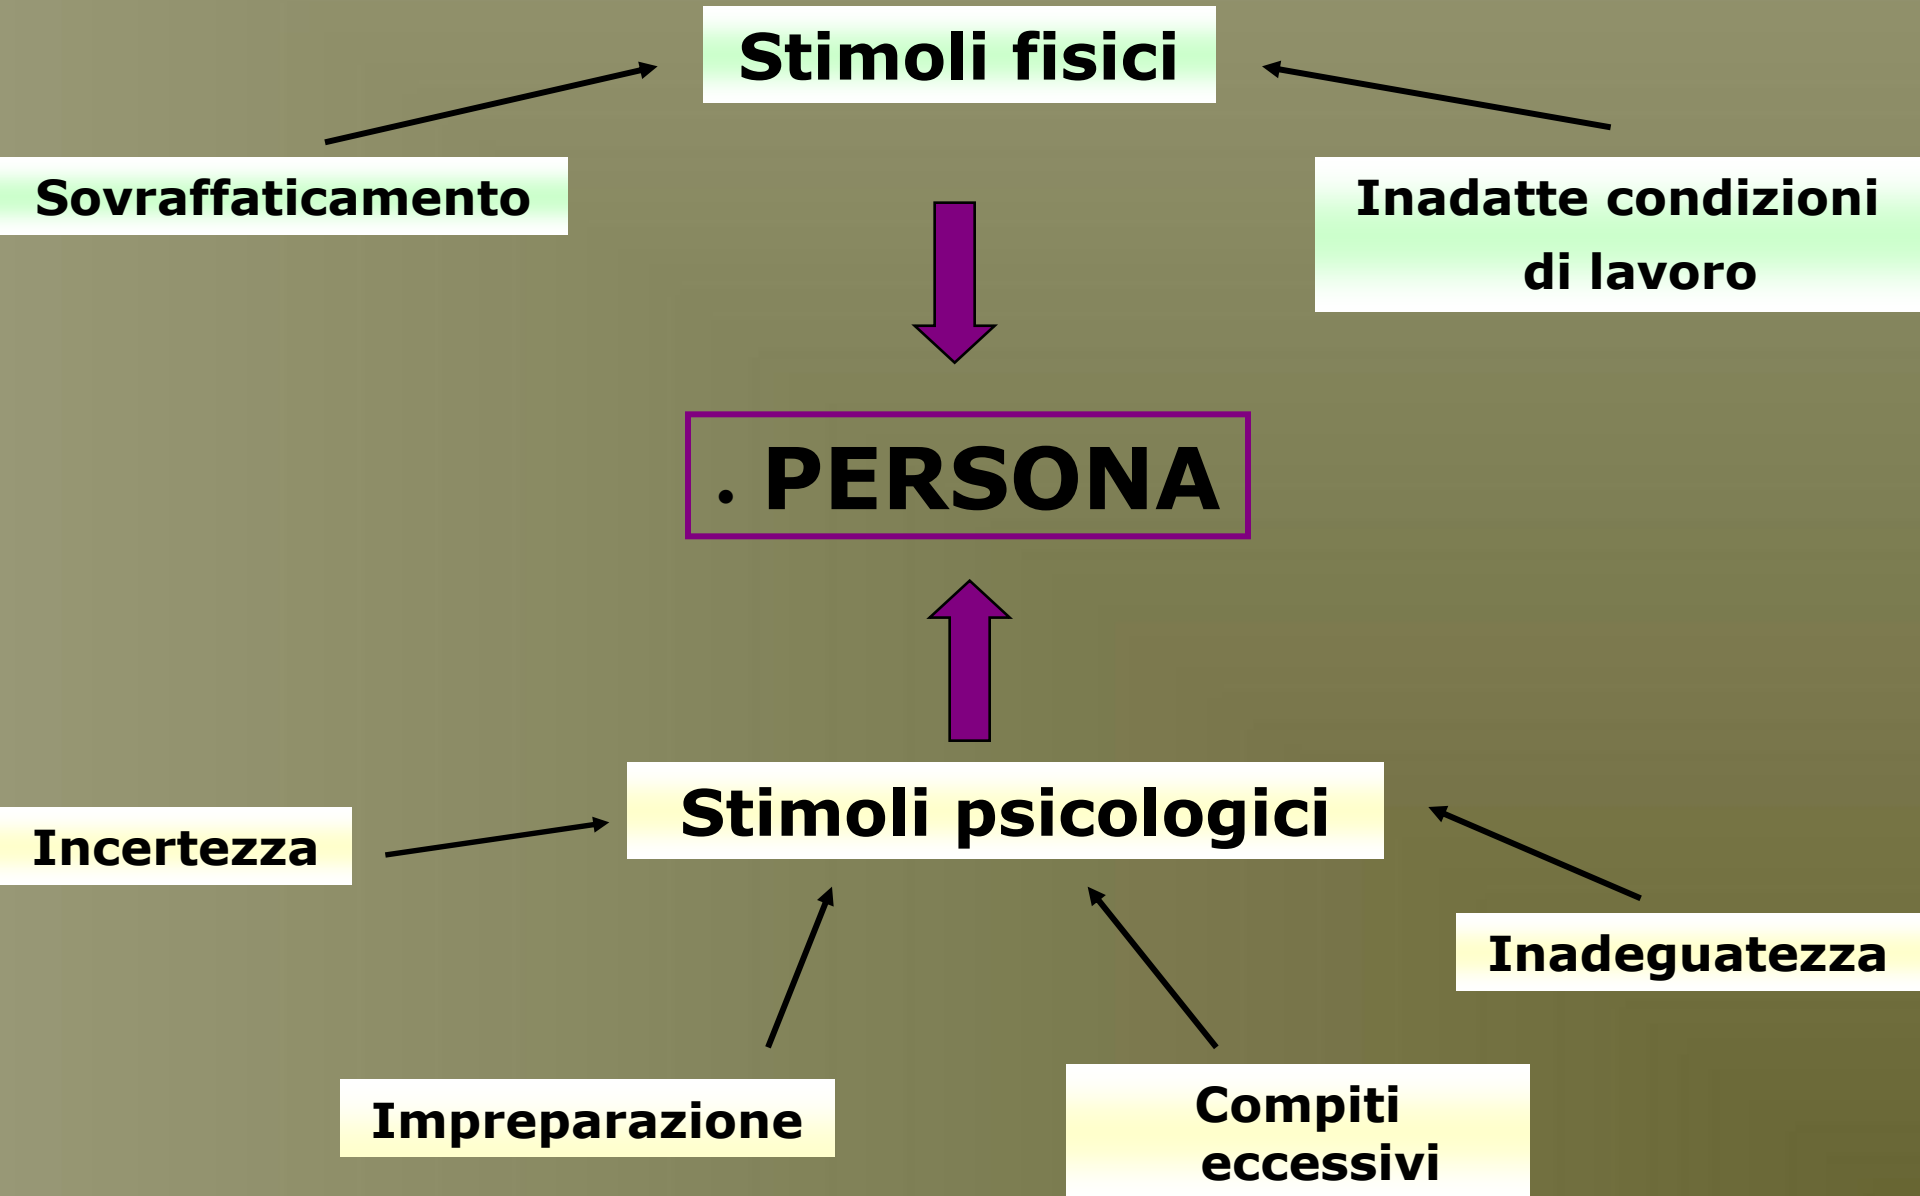 Stimoli fisici
Sovraffaticamento
Inadatte condizioni
di lavoro
. PERSONA
Stimoli psicologici
Incertezza
Inadeguatezza
Impreparazione
Compiti
eccessivi